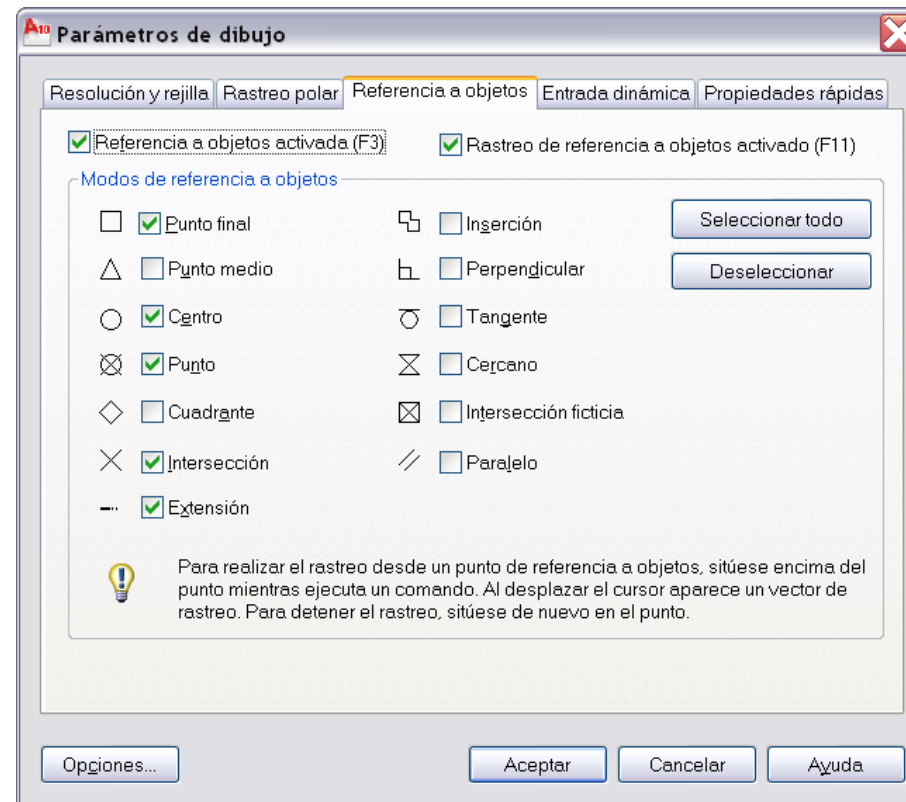 A10 Parámetros de dibujo
Resolución y rejilla Rastreo polar Referencia a objetos Entrada dinámica Propiedades rápidas
Referencia a objetos activada (F3) Rastreo de referencia a objetos activado (F11)
Modos de referencia a objetos
Punto final Inserción Seleccionar todo
Punto medio Perpendicular Deseleccionar
Centro Tangente
Punto Cercano
Cuadrante Intersección ficticia
Intersección Paralelo
Extensión
Para realizar el rastreo desde un punto de referencia a objetos, sitúese encima del
punto mientras ejecuta un comando. Al desplazar el cursor aparece un vector de
rastreo. Para detener el rastreo, sitúese de nuevo en el punto.
Opciones... Aceptar Cancelar Ayuda